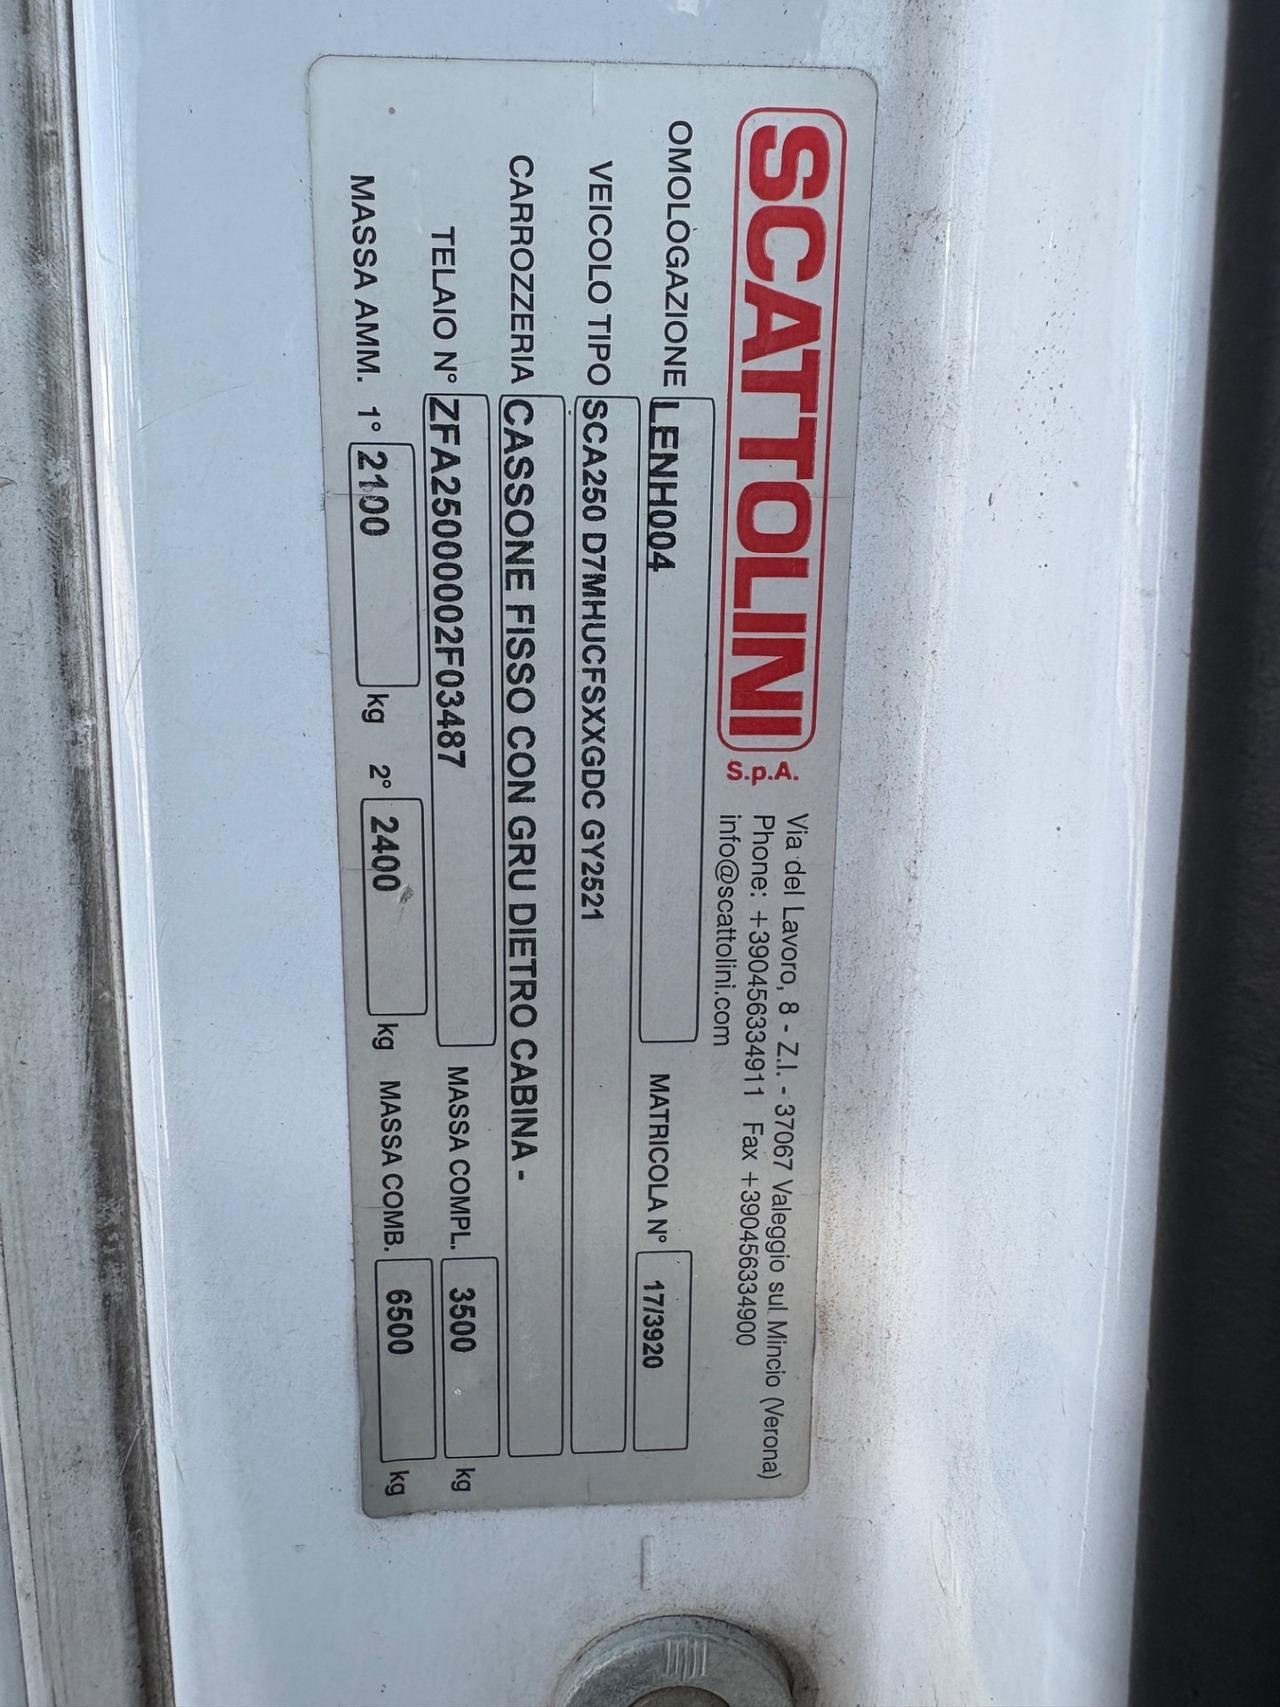 SCATTOLINI S.p.A.
Via del Lavoro, 8 - Z.I. - 37067 Valeggio sul Mincio (Verona)
Phone: +390456334911 Fax +390456334900
info@scattolini.com
OMOLOGAZIONE LENH004 MATRICOLA N° 17/3920
VEICOLO TIPO SCA250 D7MHUCFSXXGDC GY2521
CARROZZERIA CASSONE FISSO CON GRU DIETRO CABINA -
TELAIO N° ZFA25000002F03487 MASSA COMPL. 3500 kg
MASSA AMM. 1° 2100 kg 2° 2400 kg MASSA COMB. 6500 kg